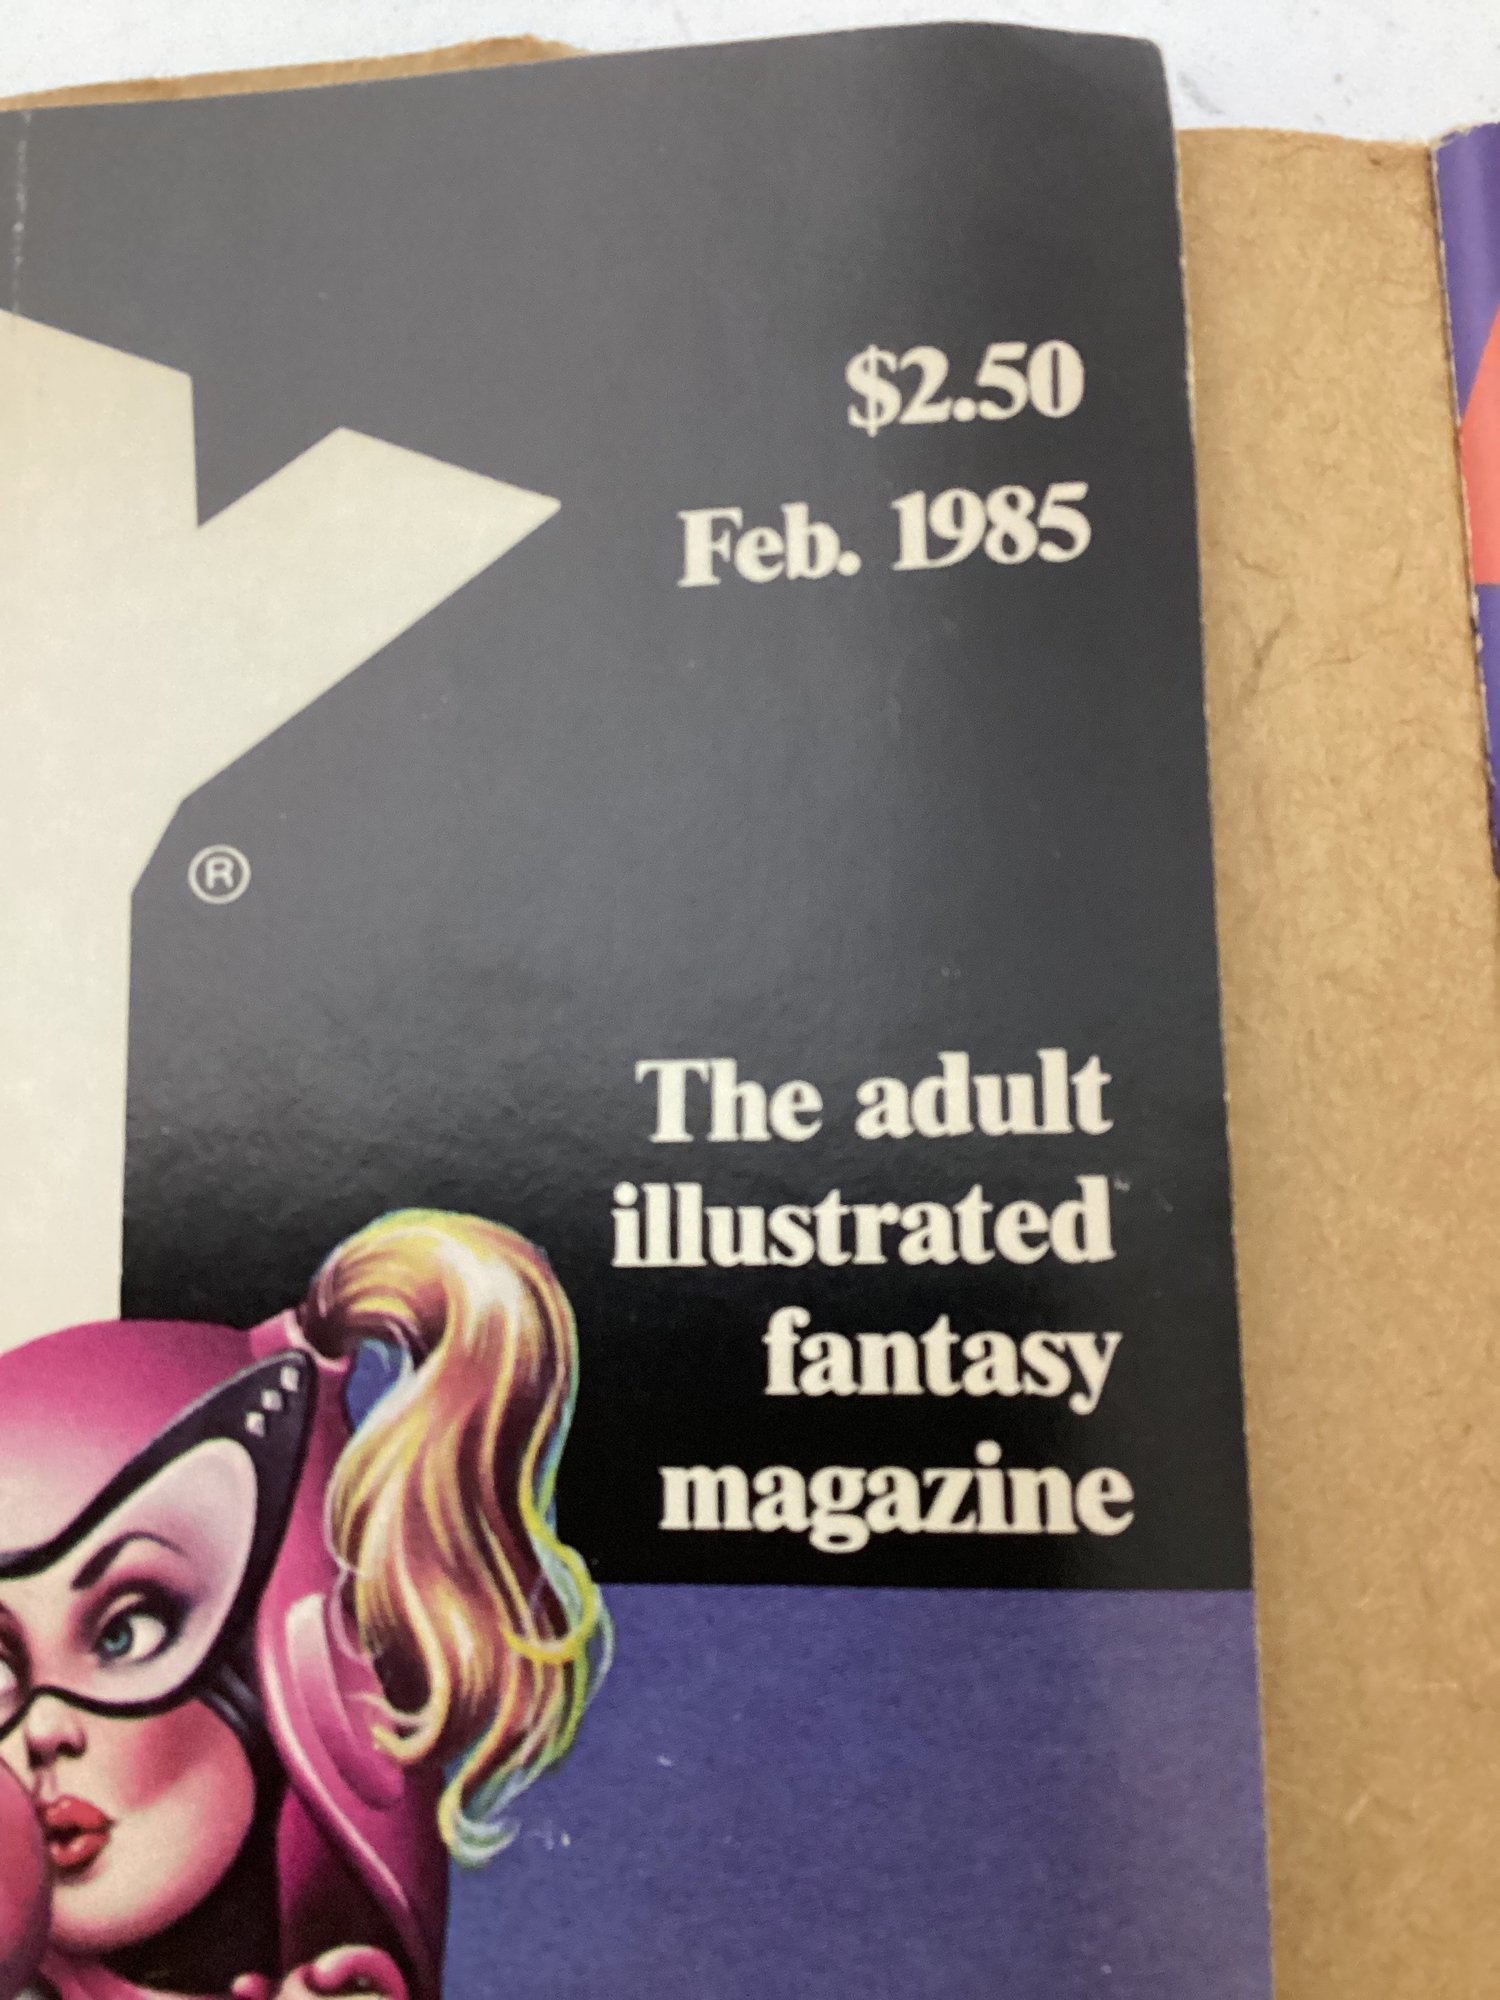 $2.50
Feb. 1985
®
The adult
illustrated
fantasy
magazine